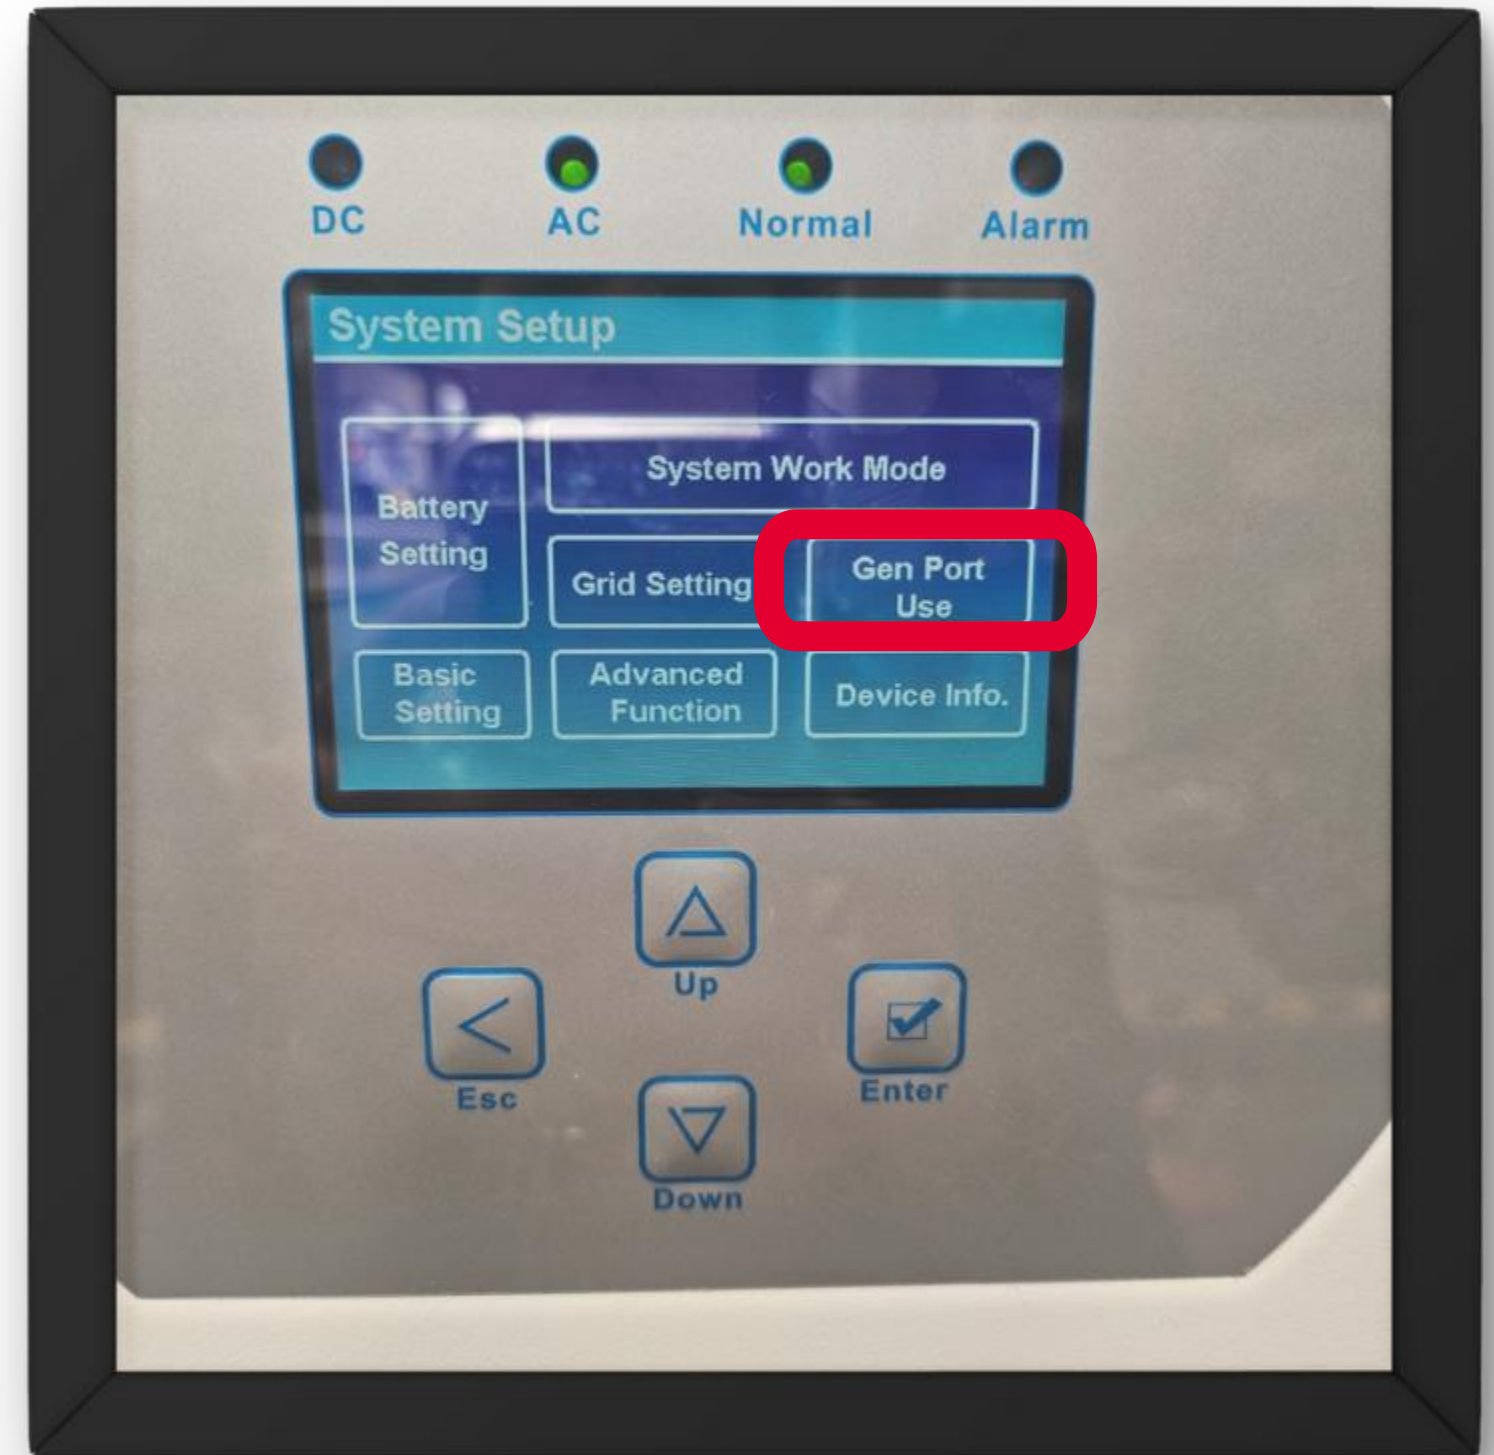 DC
AC
Normal
Alarm
System Setup
System Work Mode
Battery
Setting
Grid Setting
Gen Port
Use
Basic
Setting
Advanced
Function
Device Info.
Up
Esc
Enter
Down